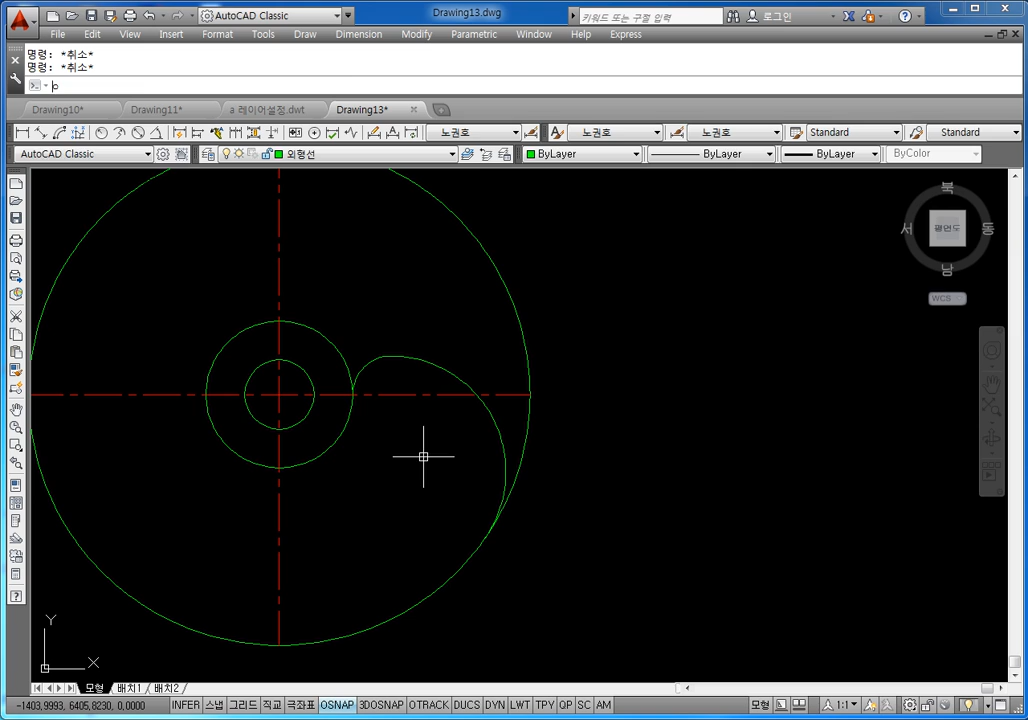 AutoCAD Classic
Drawing13.dwg
키워드 또는 구절 입력
로그인
File Edit View Insert Format Tools Draw Dimension Modify Parametric Window Help Express
명령: *취소*
명령: *취소*
o
Drawing10* Drawing11* a 레이어설정.dwt Drawing13*
노권호 노권호 노권호 Standard Standard
AutoCAD Classic 외형선 ByLayer ByLayer ByLayer ByColor
북
서 평면도 동
남
WCS
Y
X
모형 배치1 배치2
-1403,9993, 6405,8230, 0,0000 INFER 스냅 그리드 직교 극좌표 OSNAP 3DOSNAP OTRACK DUCS DYN LWT TPY QP SC AM 모형 1:1